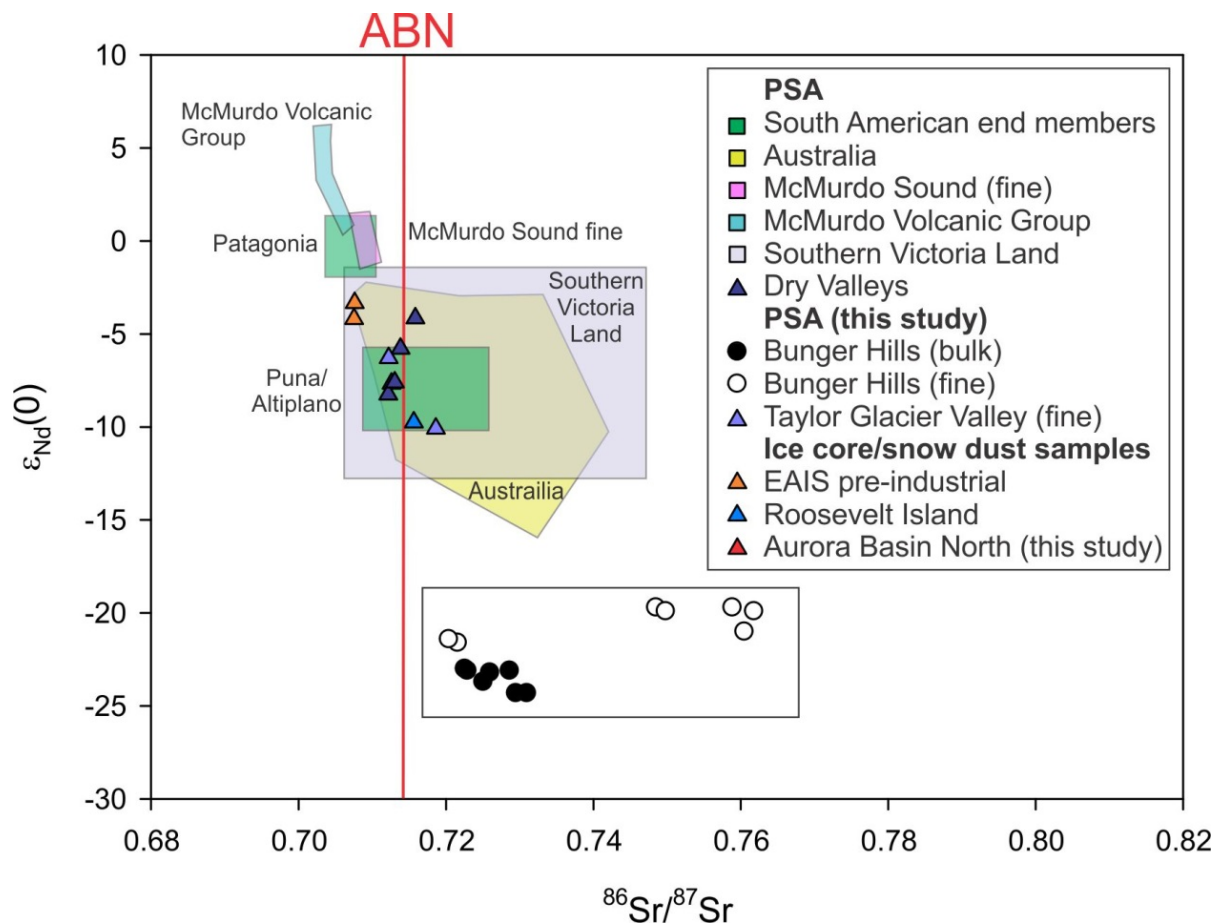 ABN
10
5
0
-5
-10
-15
-20
-25
-30
εNd(0)
McMurdo Volcanic
Group
Patagonia
McMurdo Sound fine
Southern
Victoria
Land
Puna/
Altiplano
Austrailia
PSA
South American end members
Australia
McMurdo Sound (fine)
McMurdo Volcanic Group
Southern Victoria Land
Dry Valleys
PSA (this study)
Bunger Hills (bulk)
Bunger Hills (fine)
Taylor Glacier Valley (fine)
Ice core/snow dust samples
EAIS pre-industrial
Roosevelt Island
Aurora Basin North (this study)
0.68 0.70 0.72 0.74 0.76 0.78 0.80 0.82
86Sr/87Sr